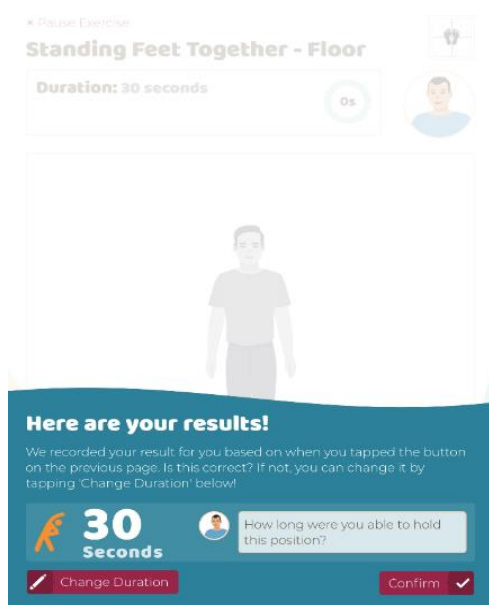 × Pause Exercise
Standing Feet Together - Floor
Duration: 30 seconds
0s
Here are your results!
We recorded your result for you based on when you tapped the button
on the previous page. Is this correct? If not, you can change it by
tapping 'Change Duration' below!
30
Seconds
How long were you able to hold
this position?
Change Duration
Confirm